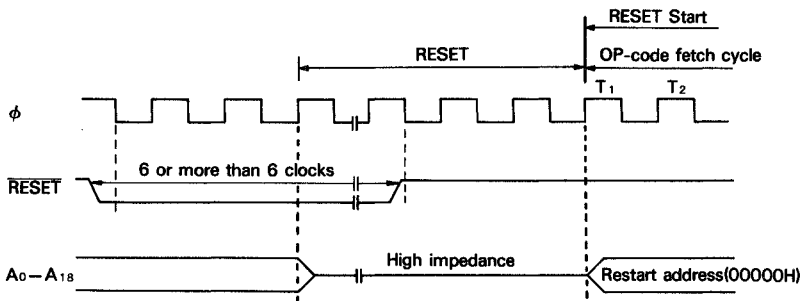 RESET Start
RESET
OP-code fetch cycle
T1 T2
φ
6 or more than 6 clocks
RESET
High impedance
A0–A18
Restart address(00000H)